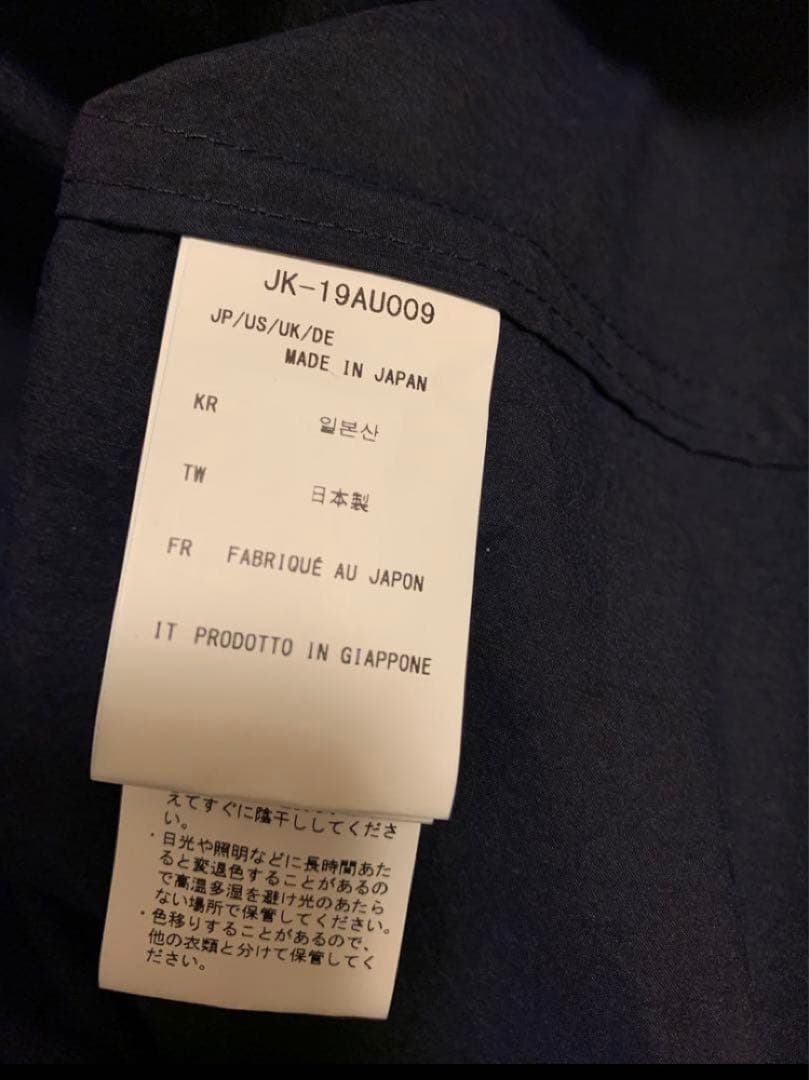 JK-19AU009
JP/US/UK/DE
MADE IN JAPAN
KR 일본산
TW 日本製
FR FABRIQUÉ AU JAPON
IT PRODOTTO IN GIAPPONE
えてすぐに陰干ししてくださ
い。
・日光や照明などに長時間あた
ると変退色することがあるの
で高温多湿を避け光のあたら
ない場所で保管してください。
・色移りすることがあるので、
他の衣類と分けて保管してく
ださい。